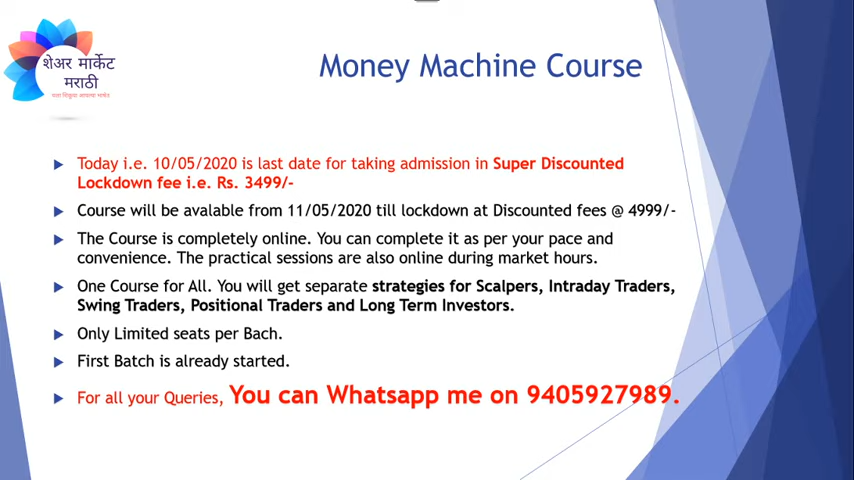 शेअर मार्केट
मराठी
Money Machine Course
Today i.e. 10/05/2020 is last date for taking admission in Super Discounted
Lockdown fee i.e. Rs. 3499/-
Course will be avalable from 11/05/2020 till lockdown at Discounted fees @ 4999/-
The Course is completely online. You can complete it as per your pace and
convenience. The practical sessions are also online during market hours.
One Course for All. You will get separate strategies for Scalpers, Intraday Traders,
Swing Traders, Positional Traders and Long Term Investors.
Only Limited seats per Bach.
First Batch is already started.
For all your Queries, You can Whatsapp me on 9405927989.